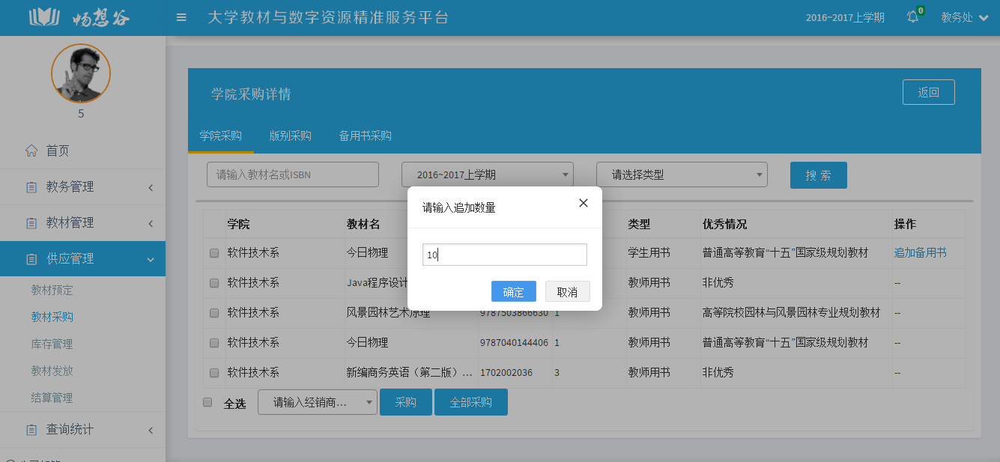 畅想谷 大学教材与数字资源精准服务平台 2016~2017上学期 0 教务处
5
首页
教务管理
教材管理
供应管理
教材预定
教材采购
库存管理
教材发放
结算管理
查询统计
学院采购详情 返回
学院采购 版别采购 备用书采购
请输入教材名或ISBN 2016~2017上学期 请选择类型 搜 索
学院 教材名 类型 优秀情况 操作
软件技术系 今日物理 学生用书 普通高等教育“十五”国家级规划教材 追加备用书
软件技术系 Java程序设计 教师用书 非优秀 --
软件技术系 风景园林艺术原理 9787503866630 1 教师用书 高等院校园林与风景园林专业规划教材 --
软件技术系 今日物理 9787040144406 1 教师用书 普通高等教育“十五”国家级规划教材 --
软件技术系 新编商务英语（第二版）... 1702002036 3 教师用书 非优秀 --
全选 请输入经销商... 采购 全部采购
请输入追加数量
10
确定 取消